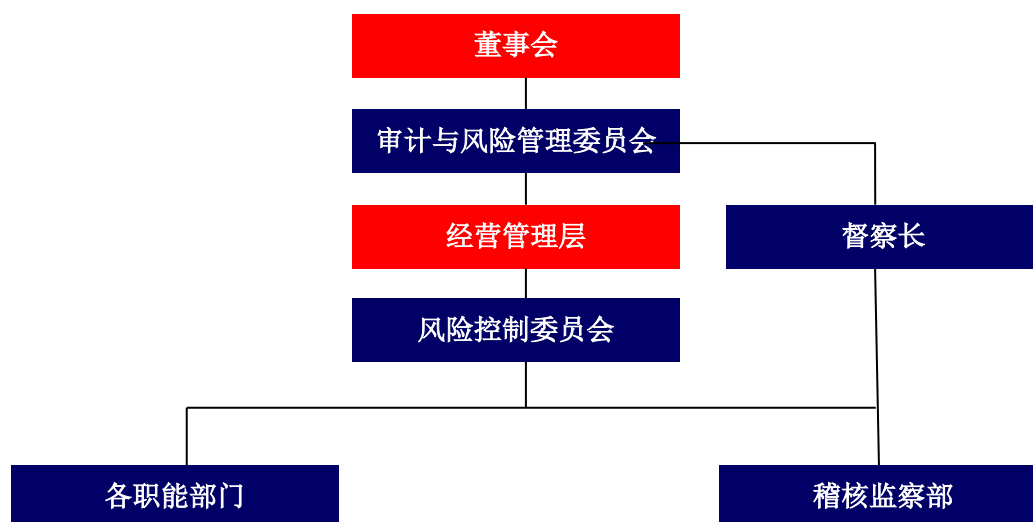 董事会
审计与风险管理委员会
经营管理层
督察长
风险控制委员会
各职能部门
稽核监察部